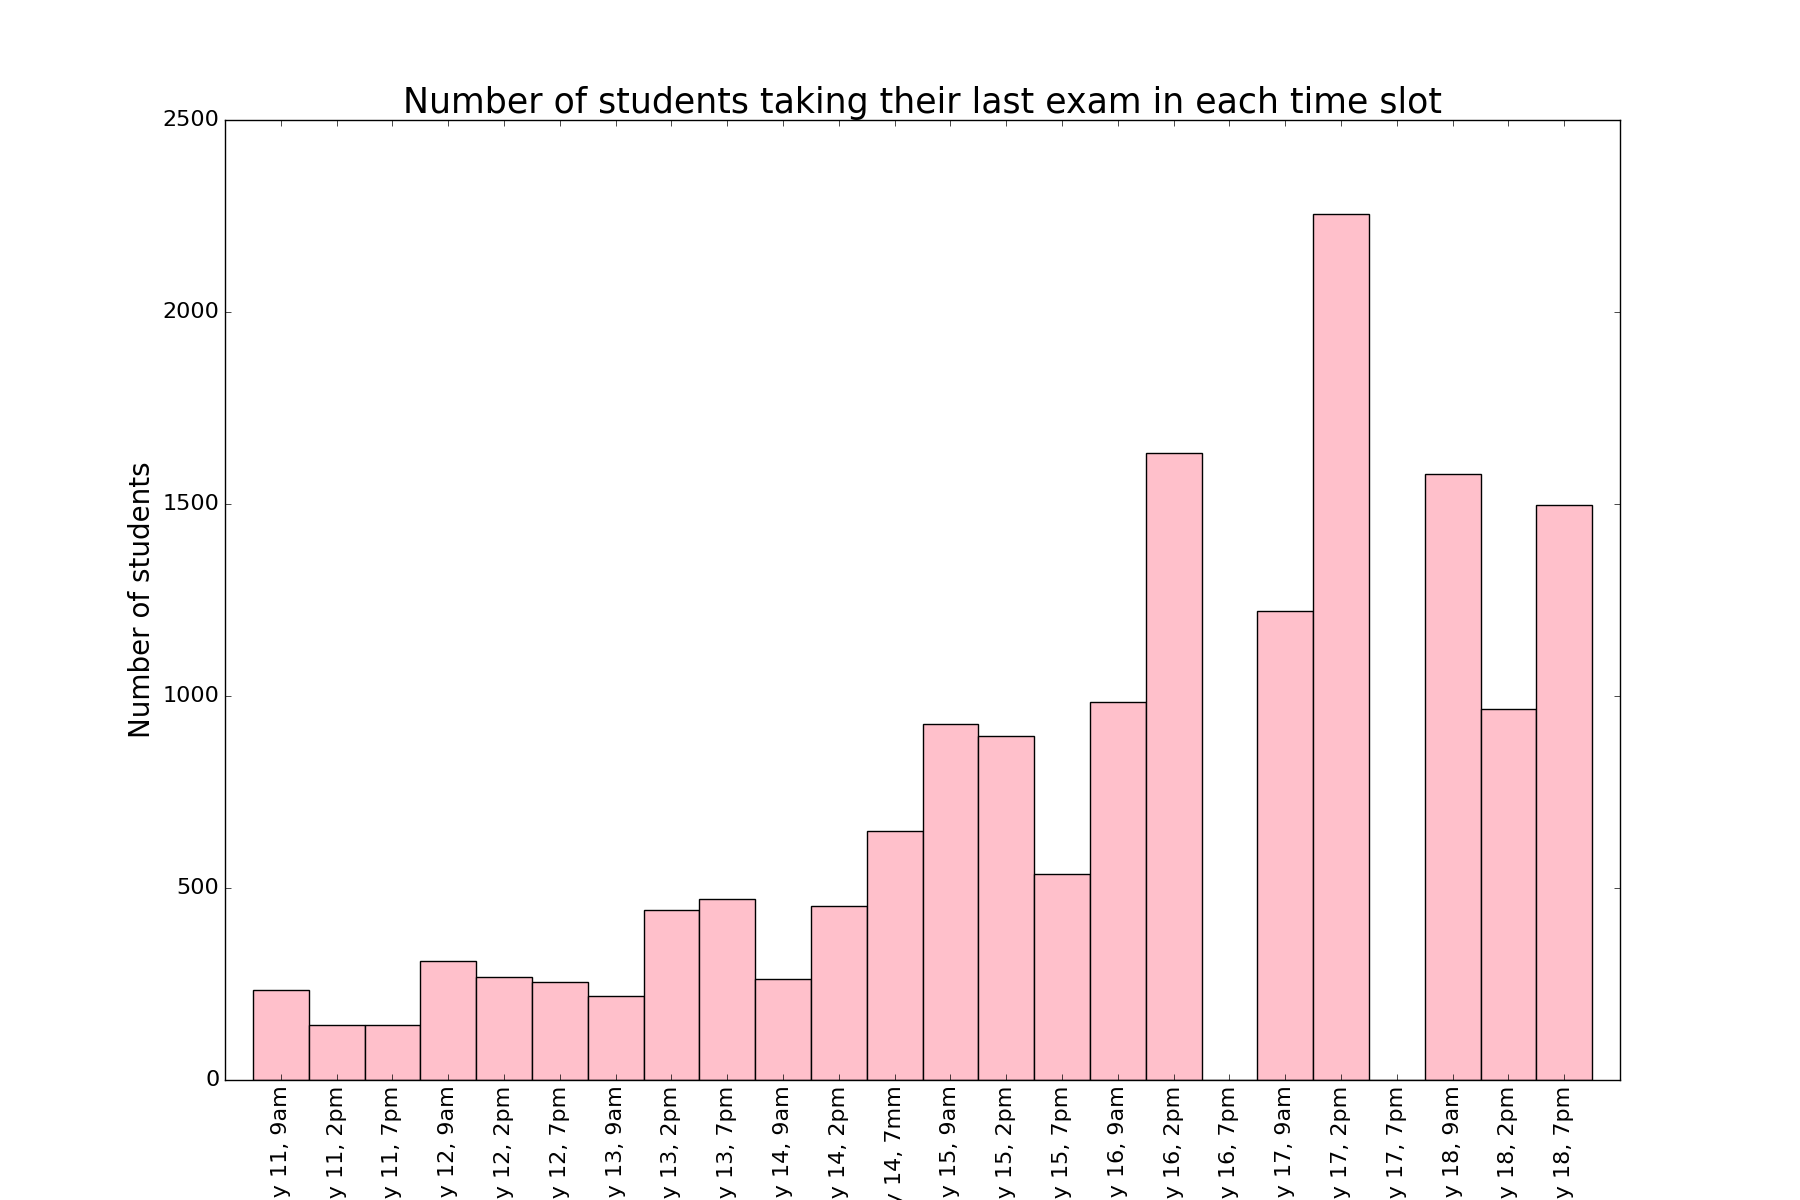 Number of students taking their last exam in each time slot
2500
2000
1500
1000
500
0
Number of students
y 11, 9am
y 11, 2pm
y 11, 7pm
y 12, 9am
y 12, 2pm
y 12, 7pm
y 13, 9am
y 13, 2pm
y 13, 7pm
y 14, 9am
y 14, 2pm
y 14, 7mm
y 15, 9am
y 15, 2pm
y 15, 7pm
y 16, 9am
y 16, 2pm
y 16, 7pm
y 17, 9am
y 17, 2pm
y 17, 7pm
y 18, 9am
y 18, 2pm
y 18, 7pm